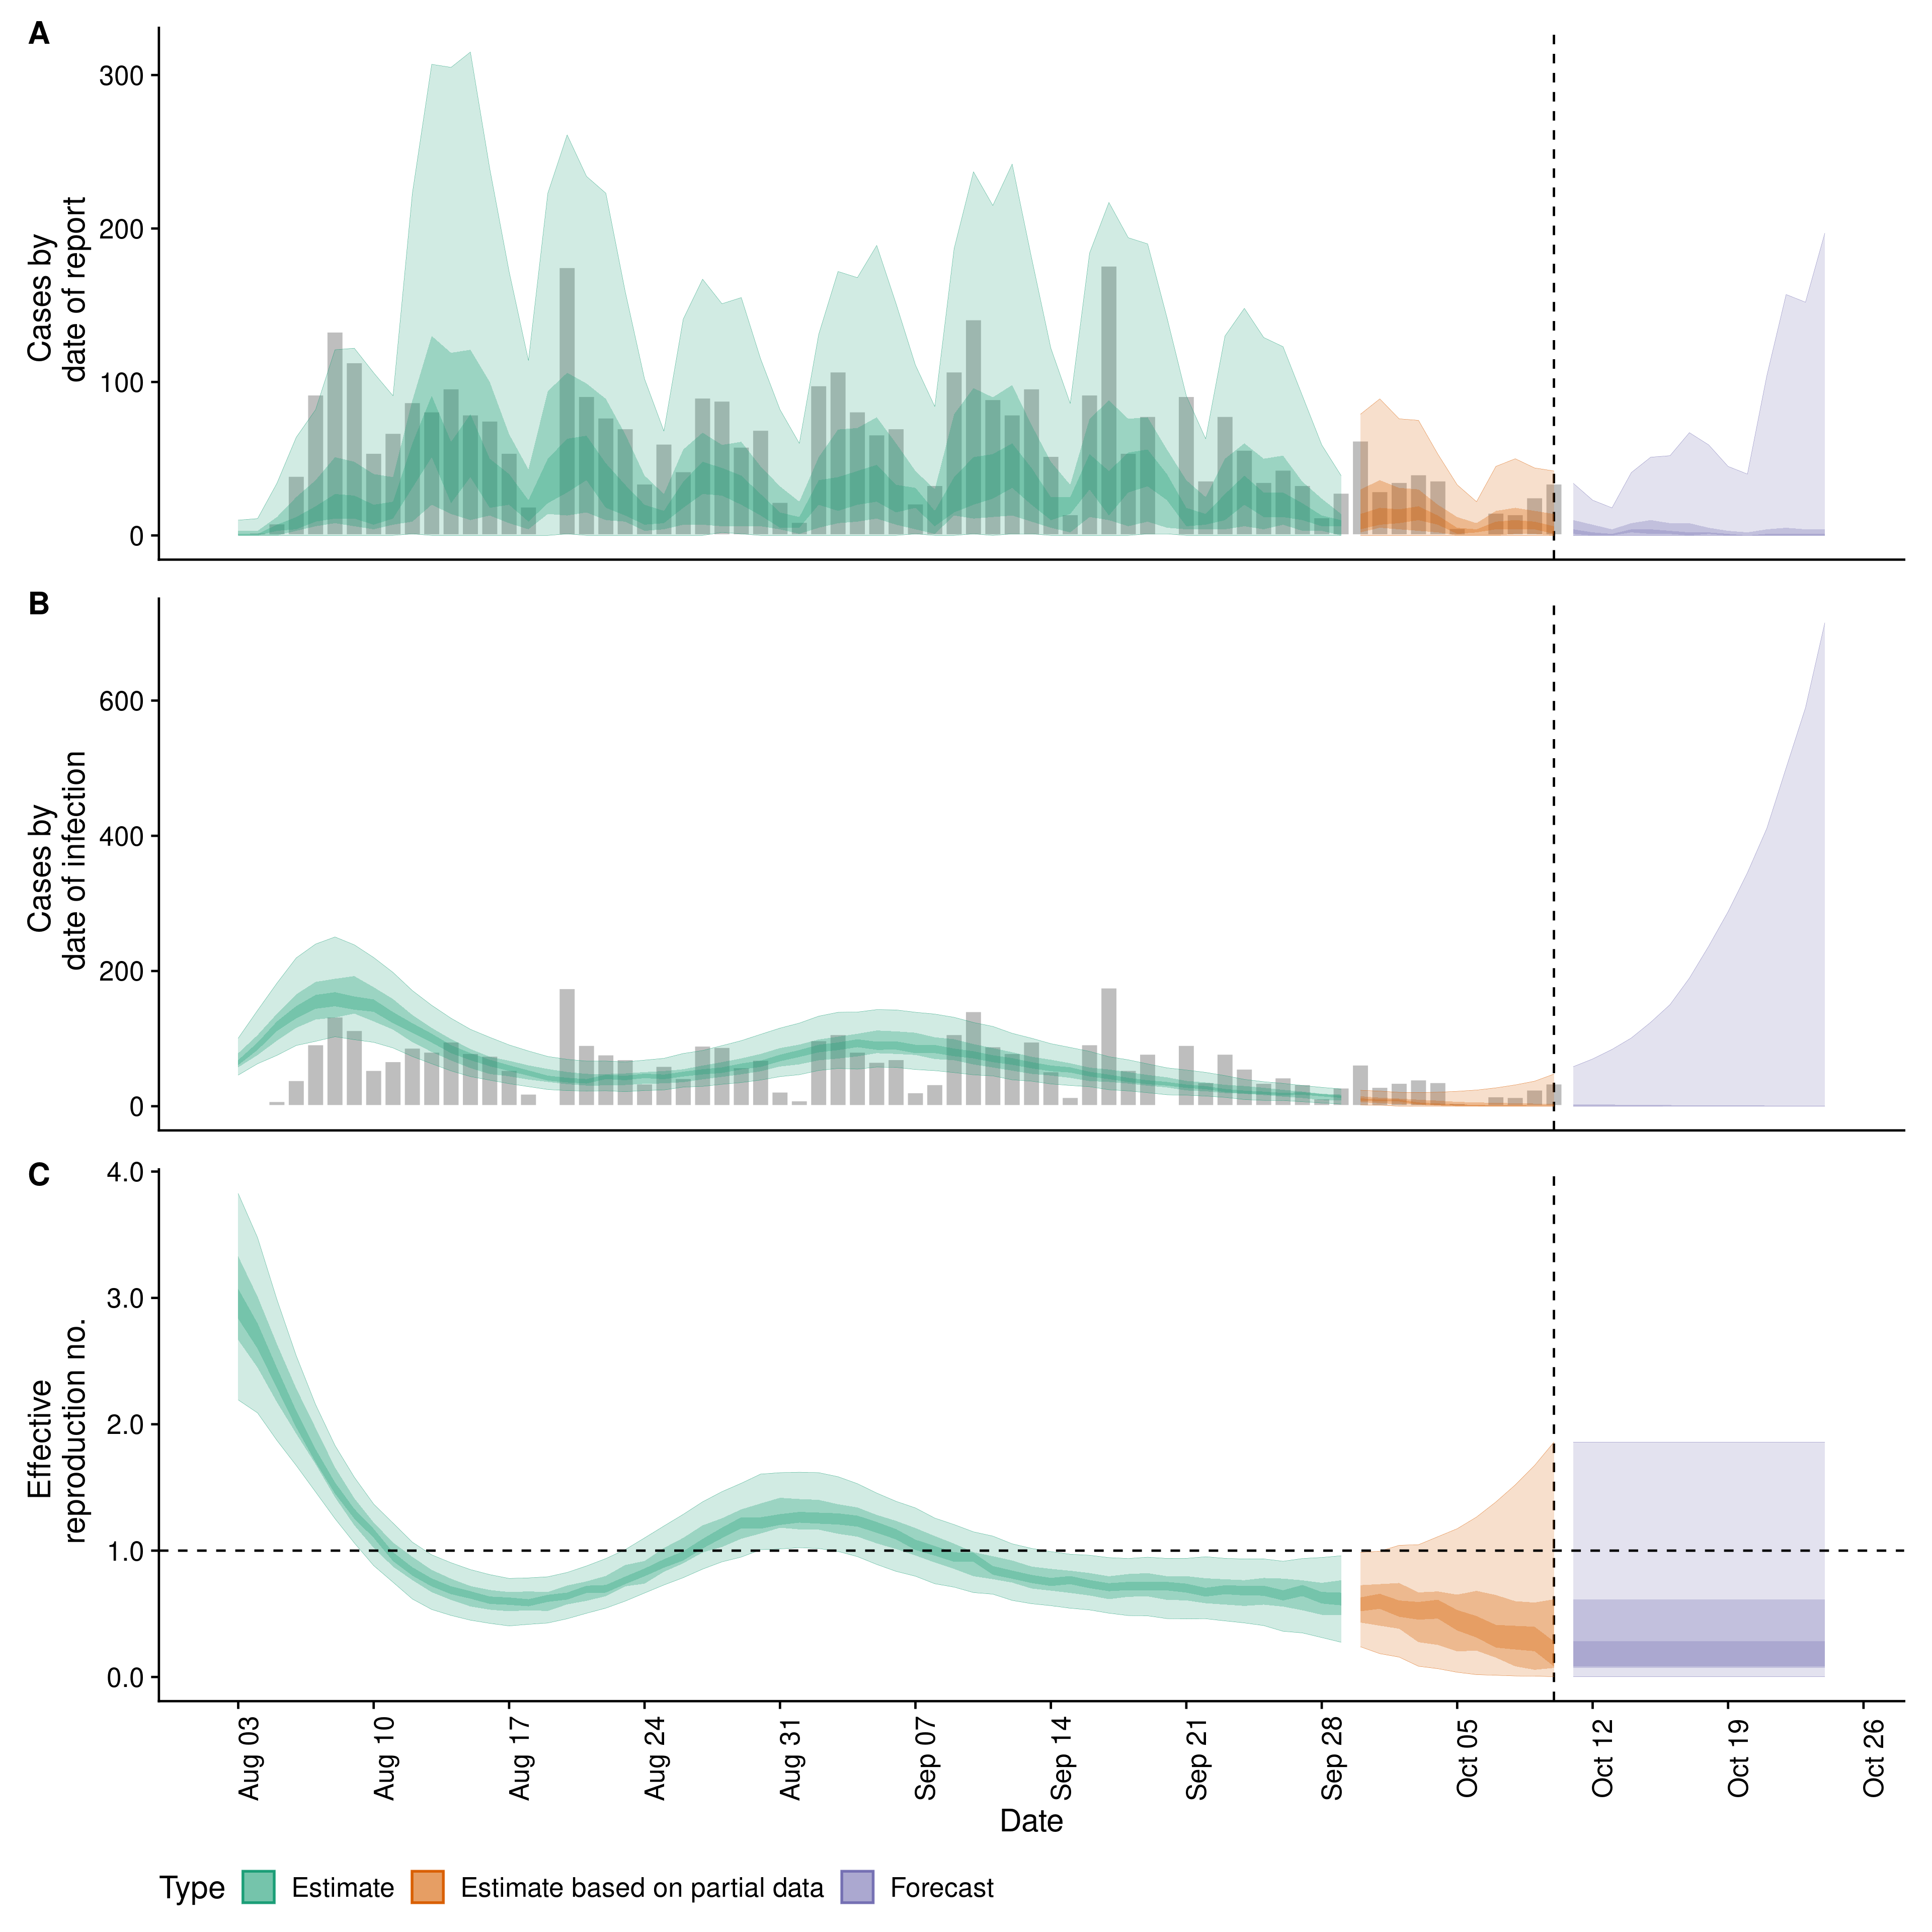 A
Cases by
date of report
300
200
100
0
B
Cases by
date of infection
600
400
200
0
C
Effective
reproduction no.
4.0
3.0
2.0
1.0
0.0
Aug 03
Aug 10
Aug 17
Aug 24
Aug 31
Sep 07
Sep 14
Sep 21
Sep 28
Oct 05
Oct 12
Oct 19
Oct 26
Date
Type Estimate Estimate based on partial data Forecast